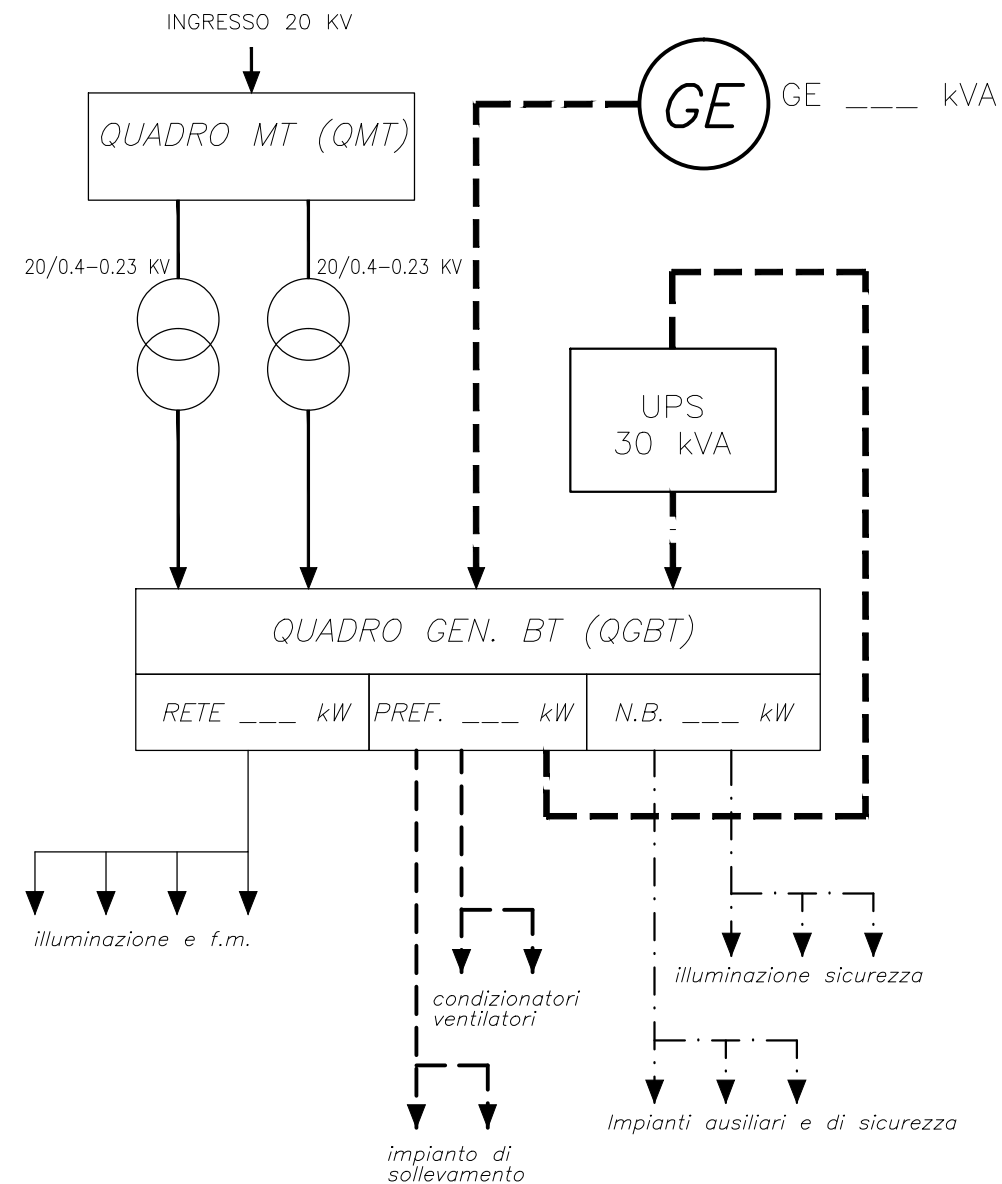 INGRESSO 20 KV
QUADRO MT (QMT)
GE
GE ___ kVA
20/0.4-0.23 KV
20/0.4-0.23 KV
UPS
30 kVA
QUADRO GEN. BT (QGBT)
RETE ___ kW
PREF. ___ kW
N.B. ___ kW
illuminazione e f.m.
illuminazione sicurezza
condizionatori
ventilatori
Impianti ausiliari e di sicurezza
impianto di
sollevamento